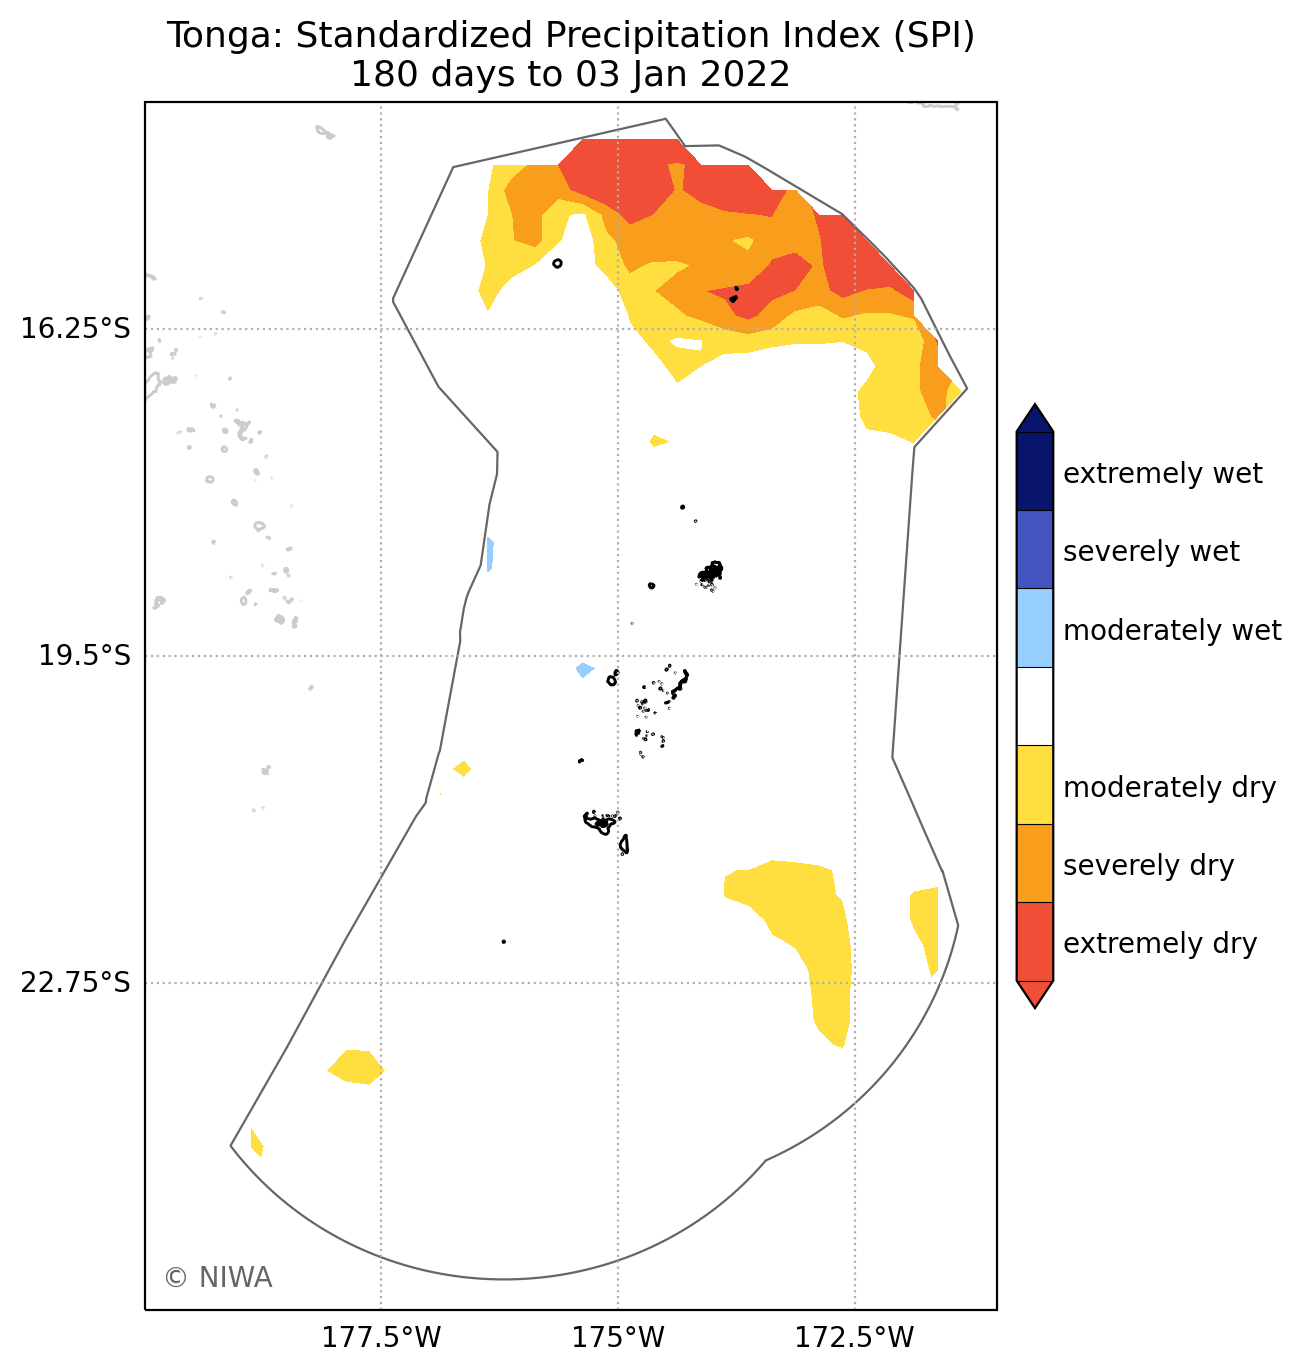 Tonga: Standardized Precipitation Index (SPI)
180 days to 03 Jan 2022
16.25°S
19.5°S
22.75°S
177.5°W
175°W
172.5°W
extremely wet
severely wet
moderately wet
moderately dry
severely dry
extremely dry
© NIWA